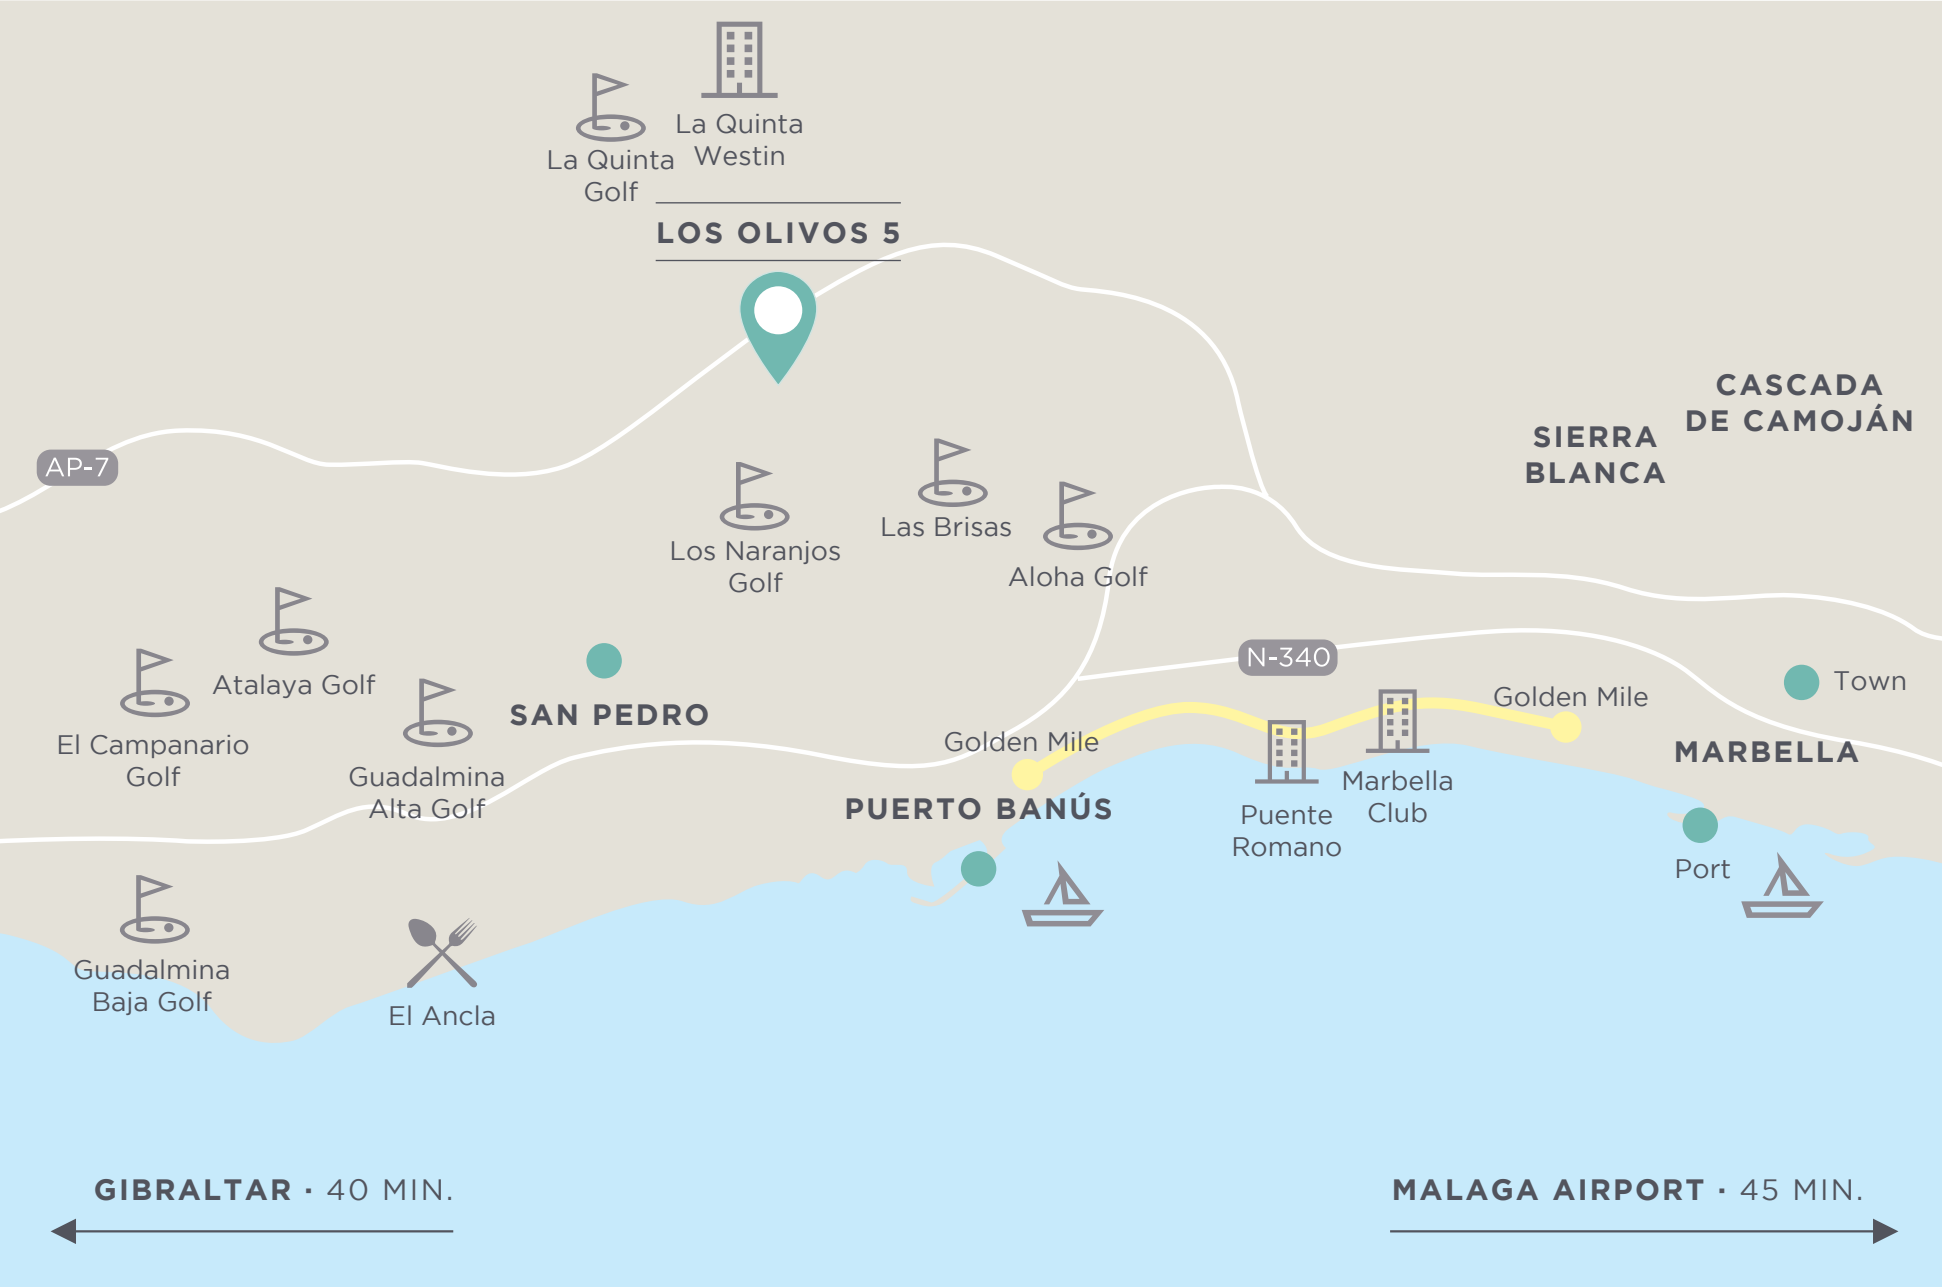 La Quinta
Westin
La Quinta
Golf
LOS OLIVOS 5
CASCADA
DE CAMOJÁN
SIERRA
BLANCA
AP-7
Las Brisas
Los Naranjos
Golf
Aloha Golf
N-340
Atalaya Golf
Town
Golden Mile
SAN PEDRO
El Campanario
Golf
Golden Mile
MARBELLA
Guadalmina
Alta Golf
Marbella
Club
PUERTO BANÚS
Puente
Romano
Port
Guadalmina
Baja Golf
El Ancla
GIBRALTAR · 40 MIN.
MALAGA AIRPORT · 45 MIN.